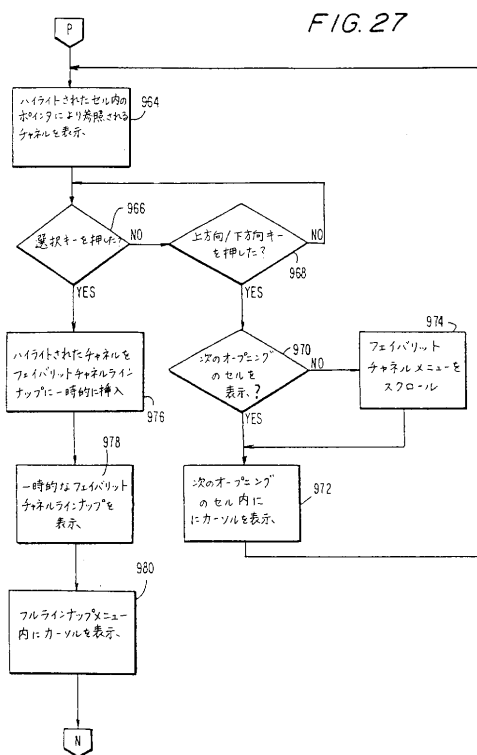 FIG. 27
P
ハイライトされたセル内の
ポインタにより参照される
チャネルを表示、
964
選択キーを押した?
966
NO
YES
上方向/下方向キー
を押した?
968
NO
YES
次のオープニング
のセルを
表示、?
970
NO
YES
フェイバリット
チャネルメニューを
スクロール
974
次のオープニング
のセル内に
にカーソルを表示、
972
ハイライトされたチャネルを
フェイバリットチャネルライン
ナップに一時的に挿入
976
978
一時的なフェイバリット
チャネルラインナップを
表示、
980
フルラインナップメニュー
内にカーソルを表示、
N